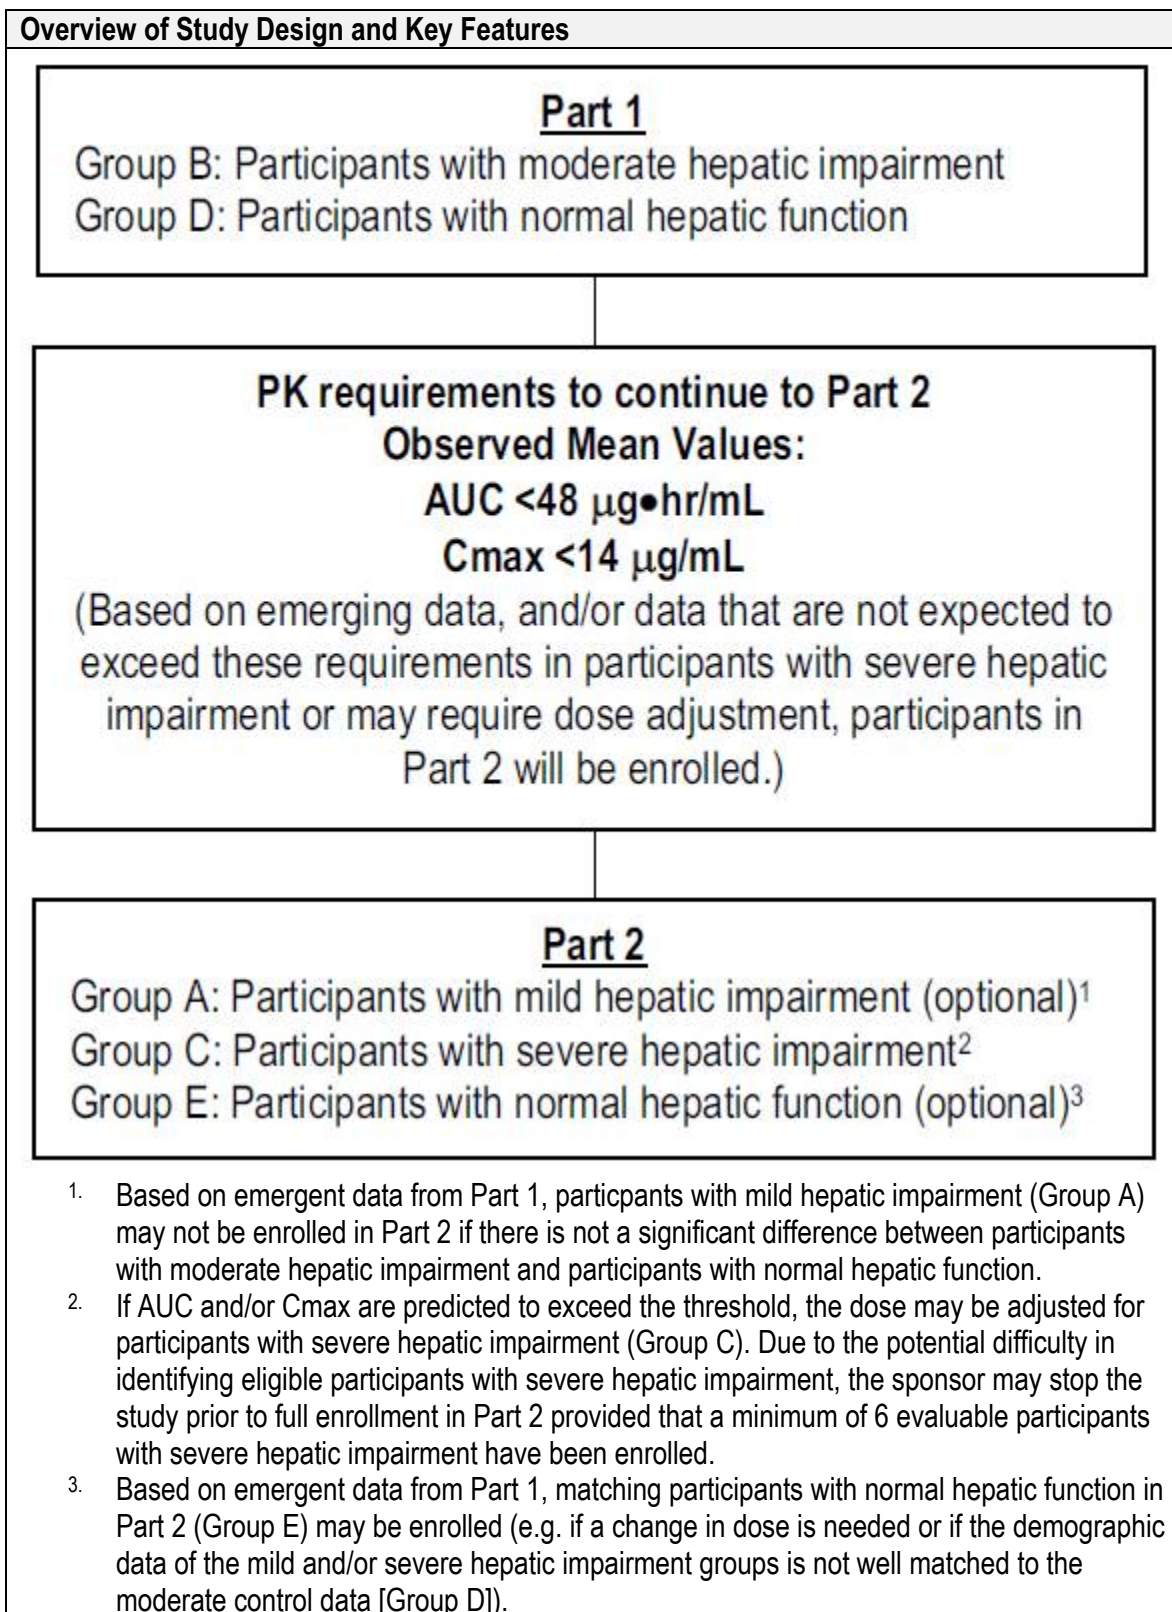 Overview of Study Design and Key Features
Part 1
Group B: Participants with moderate hepatic impairment
Group D: Participants with normal hepatic function
PK requirements to continue to Part 2
Observed Mean Values:
AUC <48 μg•hr/mL
Cmax <14 μg/mL
(Based on emerging data, and/or data that are not expected to
exceed these requirements in participants with severe hepatic
impairment or may require dose adjustment, participants in
Part 2 will be enrolled.)
Part 2
Group A: Participants with mild hepatic impairment (optional)¹
Group C: Participants with severe hepatic impairment²
Group E: Participants with normal hepatic function (optional)³
1. Based on emergent data from Part 1, particpants with mild hepatic impairment (Group A)
may not be enrolled in Part 2 if there is not a significant difference between participants
with moderate hepatic impairment and participants with normal hepatic function.
2. If AUC and/or Cmax are predicted to exceed the threshold, the dose may be adjusted for
participants with severe hepatic impairment (Group C). Due to the potential difficulty in
identifying eligible participants with severe hepatic impairment, the sponsor may stop the
study prior to full enrollment in Part 2 provided that a minimum of 6 evaluable participants
with severe hepatic impairment have been enrolled.
3. Based on emergent data from Part 1, matching participants with normal hepatic function in
Part 2 (Group E) may be enrolled (e.g. if a change in dose is needed or if the demographic
data of the mild and/or severe hepatic impairment groups is not well matched to the
moderate control data [Group D]).